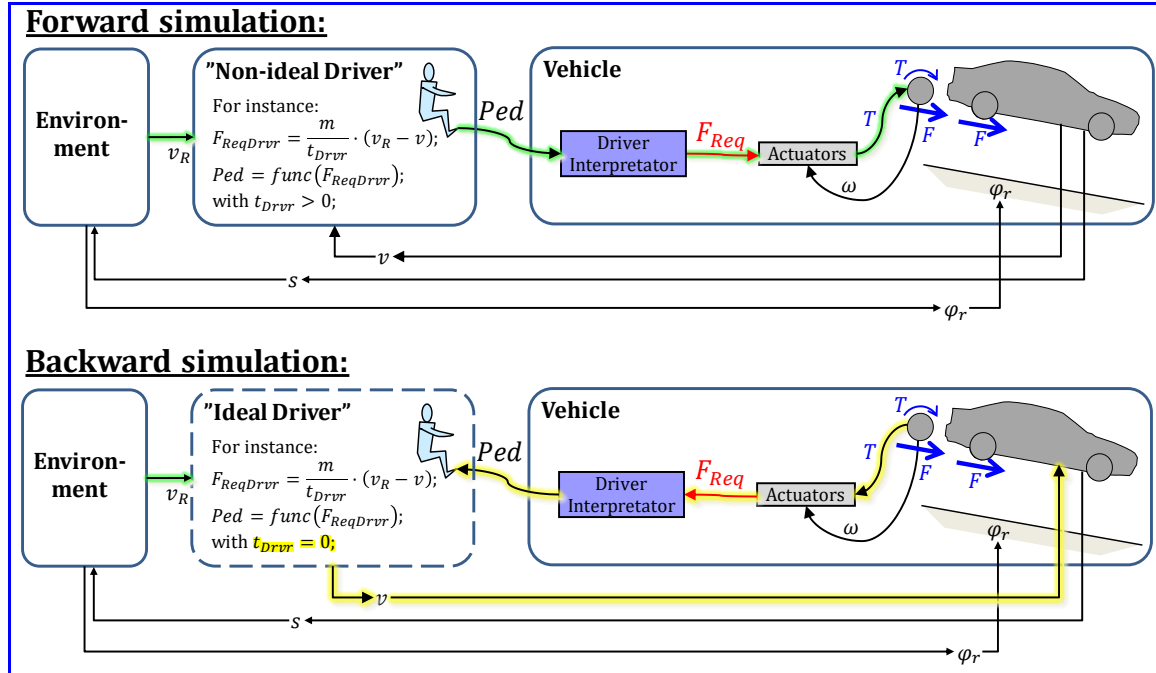 Forward simulation:
Environ-
ment
v_R
"Non-ideal Driver"
For instance:
F_ReqDrvr = m/t_Drvr · (v_R − v);
Ped = func(F_ReqDrvr);
with t_Drvr > 0;
Ped
Vehicle
Driver
Interpretator
F_Req
Actuators
T
T
F
F
ω
φ_r
v
s
φ_r
Backward simulation:
Environ-
ment
v_R
"Ideal Driver"
For instance:
F_ReqDrvr = m/t_Drvr · (v_R − v);
Ped = func(F_ReqDrvr);
with t_Drvr = 0;
Ped
Vehicle
Driver
Interpretator
F_Req
Actuators
T
T
F
F
ω
φ_r
v
s
φ_r